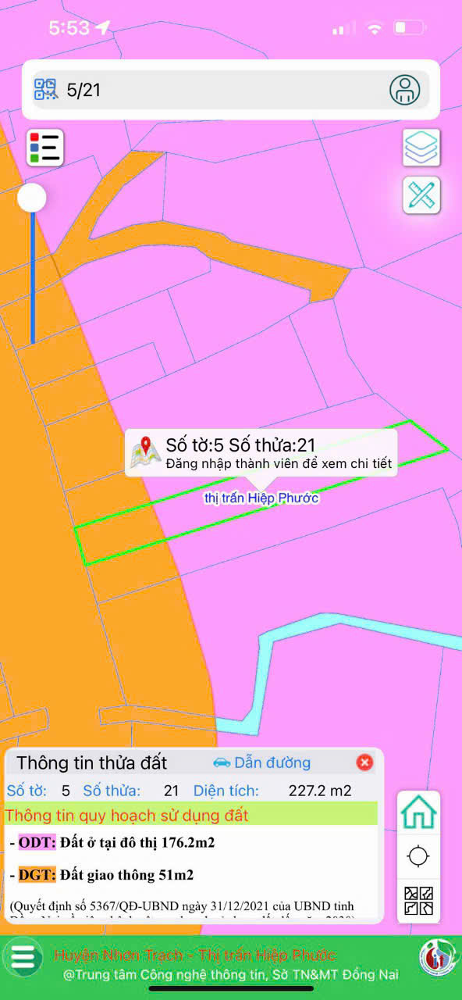 5:53
5/21
Số tờ:5 Số thửa:21
Đăng nhập thành viên để xem chi tiết
thị trấn Hiệp Phước
Thông tin thửa đất
Dẫn đường
Số tờ: 5 Số thửa: 21 Diện tích: 227.2 m2
Thông tin quy hoạch sử dụng đất
- ODT: Đất ở tại đô thị 176.2m2
- DGT: Đất giao thông 51m2
(Quyết định số 5367/QĐ-UBND ngày 31/12/2021 của UBND tỉnh
Huyện Nhơn Trạch - Thị trấn Hiệp Phước
@Trung tâm Công nghệ thông tin, Sở TN&MT Đồng Nai